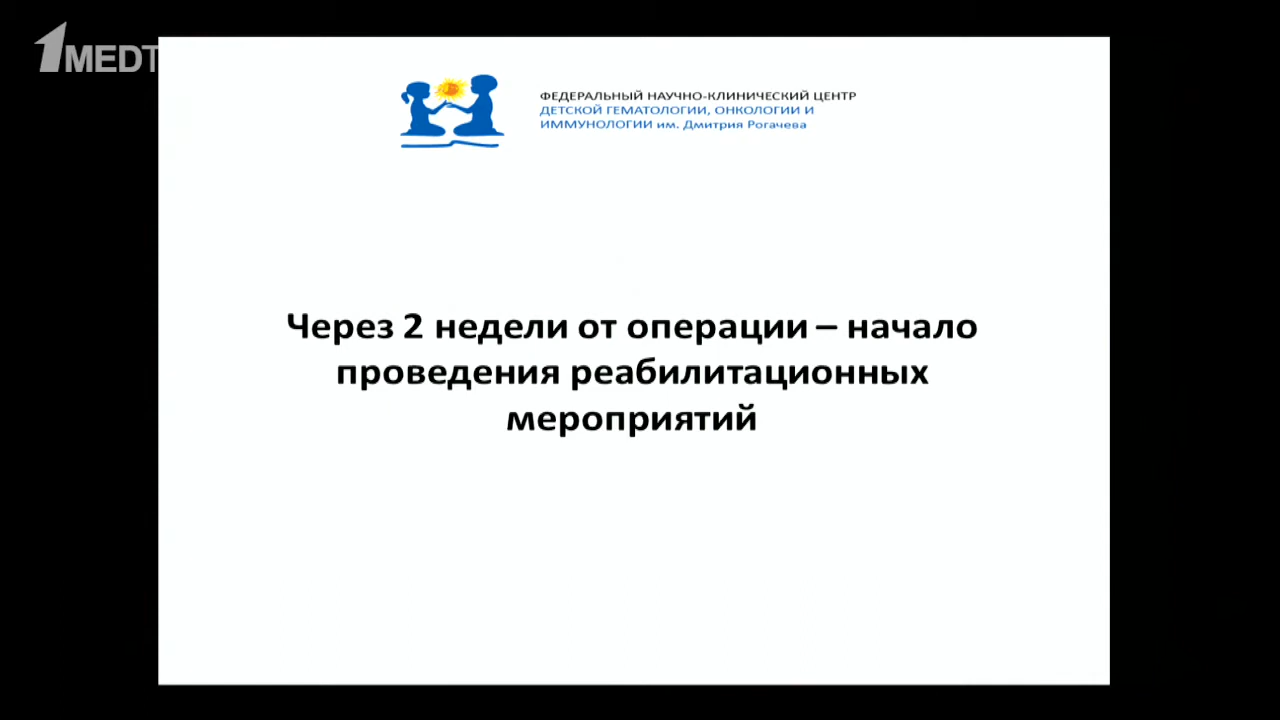 1MEDT
ФЕДЕРАЛЬНЫЙ НАУЧНО-КЛИНИЧЕСКИЙ ЦЕНТР
ДЕТСКОЙ ГЕМАТОЛОГИИ, ОНКОЛОГИИ И
ИММУНОЛОГИИ им. Дмитрия Рогачева
Через 2 недели от операции – начало
проведения реабилитационных
мероприятий